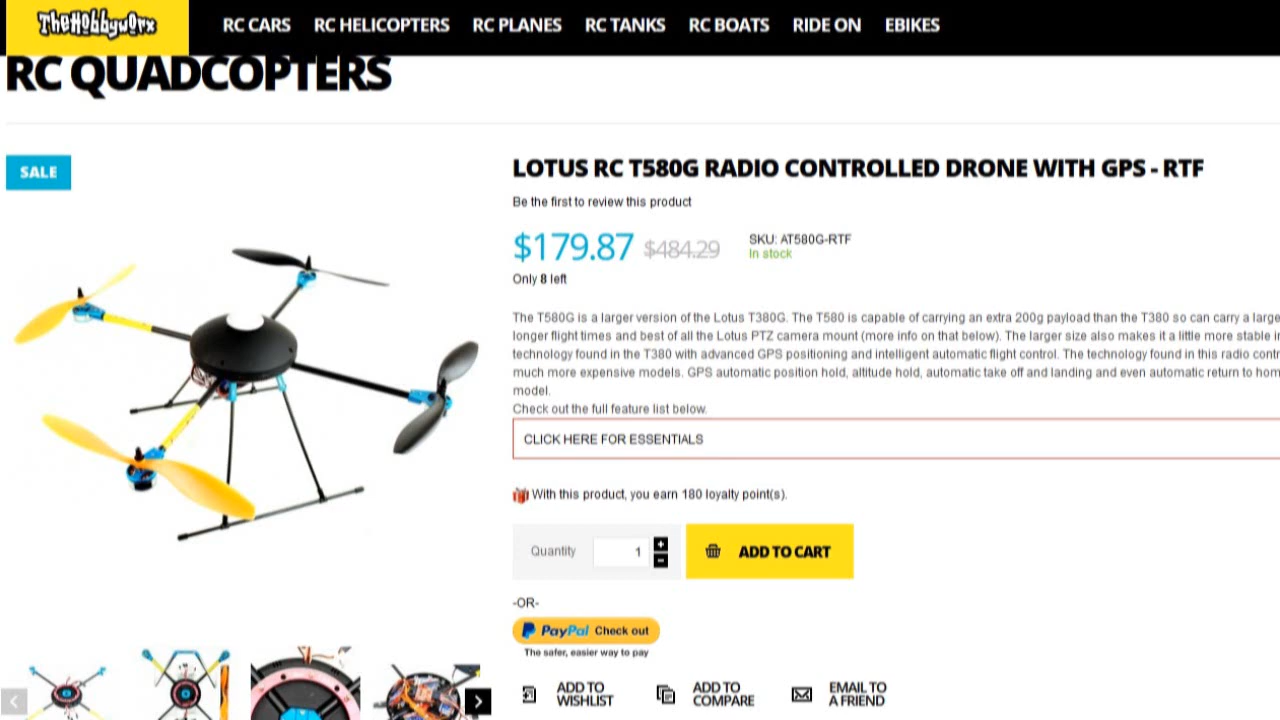 TheHobbyworx
RC CARS RC HELICOPTERS RC PLANES RC TANKS RC BOATS RIDE ON EBIKES
RC QUADCOPTERS
SALE
LOTUS RC T580G RADIO CONTROLLED DRONE WITH GPS - RTF
Be the first to review this product
$179.87 $484.29 SKU: AT580G-RTF
In stock
Only 8 left
The T580G is a larger version of the Lotus T380G. The T580 is capable of carrying an extra 200g payload than the T380 so can carry a large
longer flight times and best of all the Lotus PTZ camera mount (more info on that below). The larger size also makes it a little more stable
technology found in the T380 with advanced GPS positioning and intelligent automatic flight control. The technology found in this radio contr
much more expensive models. GPS automatic position hold, altitude hold, automatic take off and landing and even automatic return to hom
model.
Check out the full feature list below.
CLICK HERE FOR ESSENTIALS
With this product, you earn 180 loyalty point(s).
Quantity 1 + - ADD TO CART
-OR-
PayPal Check out
The safer, easier way to pay
ADD TO WISHLIST
ADD TO COMPARE
EMAIL TO A FRIEND